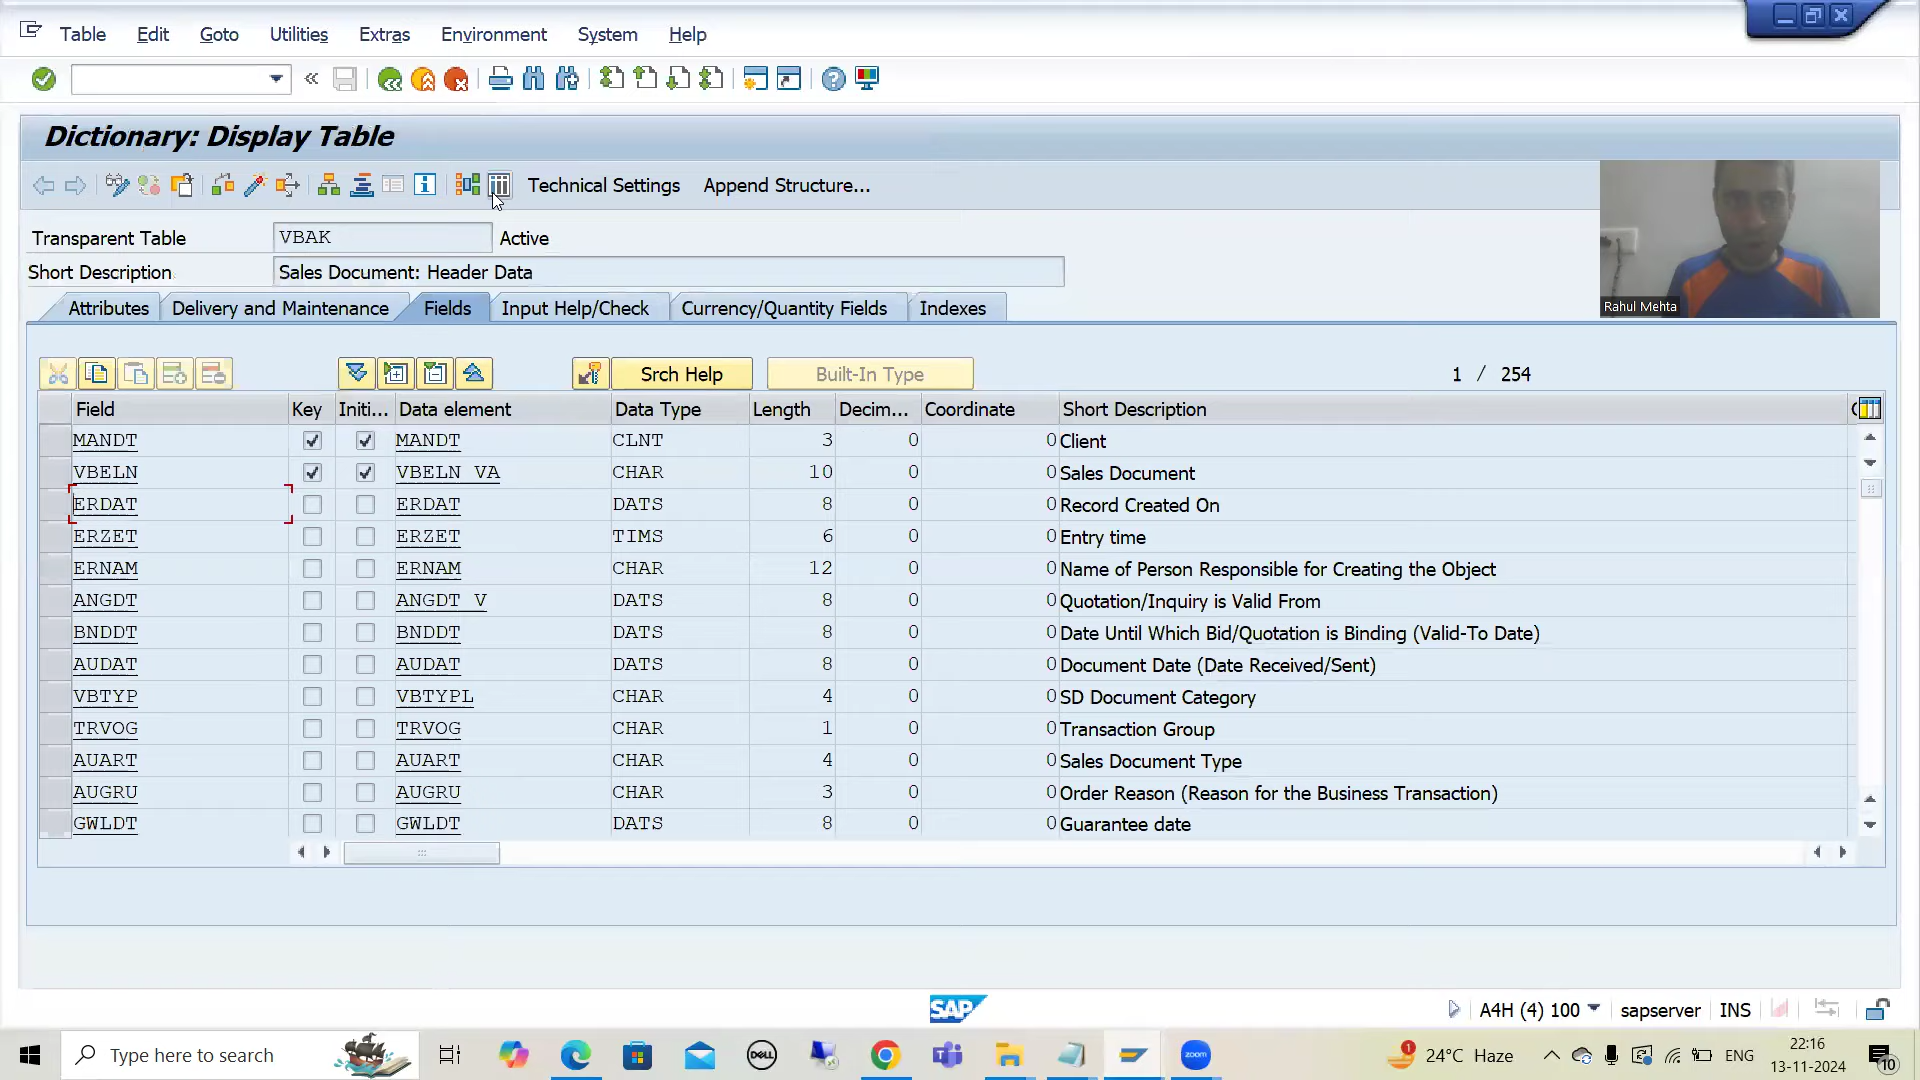 Table Edit Goto Utilities Extras Environment System Help
Dictionary: Display Table
Technical Settings Append Structure...
Transparent Table VBAK Active
Short Description Sales Document: Header Data
Rahul Mehta
Attributes Delivery and Maintenance Fields Input Help/Check Currency/Quantity Fields Indexes
Srch Help Built-In Type 1 / 254
Field Key Initi... Data element Data Type Length Decim... Coordinate Short Description
MANDT MANDT CLNT 3 0 0 Client
VBELN VBELN_VA CHAR 10 0 0 Sales Document
ERDAT ERDAT DATS 8 0 0 Record Created On
ERZET ERZET TIMS 6 0 0 Entry time
ERNAM ERNAM CHAR 12 0 0 Name of Person Responsible for Creating the Object
ANGDT ANGDT_V DATS 8 0 0 Quotation/Inquiry is Valid From
BNDDT BNDDT DATS 8 0 0 Date Until Which Bid/Quotation is Binding (Valid-To Date)
AUDAT AUDAT DATS 8 0 0 Document Date (Date Received/Sent)
VBTYP VBTYPL CHAR 4 0 0 SD Document Category
TRVOG TRVOG CHAR 1 0 0 Transaction Group
AUART AUART CHAR 4 0 0 Sales Document Type
AUGRU AUGRU CHAR 3 0 0 Order Reason (Reason for the Business Transaction)
GWLDT GWLDT DATS 8 0 0 Guarantee date
SAP A4H (4) 100 sapserver INS
Type here to search DELL zoom 1 24°C Haze ENG 22:16
13-11-2024 10